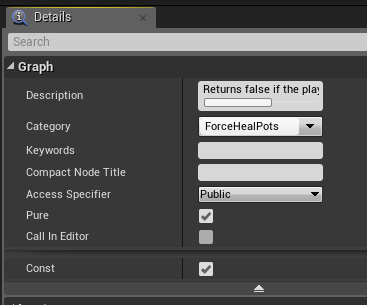 Details
Search
Graph
Description
Returns false if the play
Category
ForceHealPots
Keywords
Compact Node Title
Access Specifier
Public
Pure
Call In Editor
Const